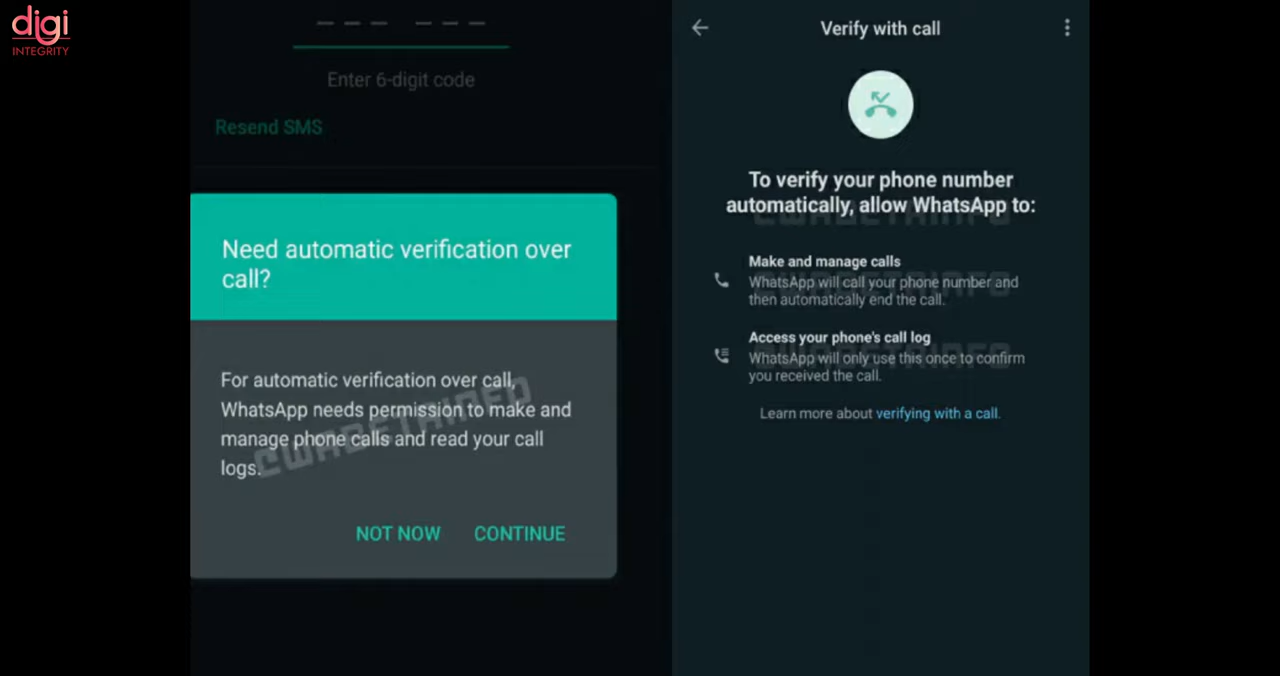 digi
INTEGRITY
Enter 6-digit code
Resend SMS
Need automatic verification over
call?
For automatic verification over call,
WhatsApp needs permission to make and
manage phone calls and read your call
logs.
CWABETAINFO
NOT NOW CONTINUE
Verify with call
To verify your phone number
automatically, allow WhatsApp to:
CWABETAINFO
Make and manage calls
WhatsApp will call your phone number and
then automatically end the call.
CWABETAINFO
Access your phone's call log
WhatsApp will only use this once to confirm
you received the call.
CWABETAINFO
Learn more about verifying with a call.